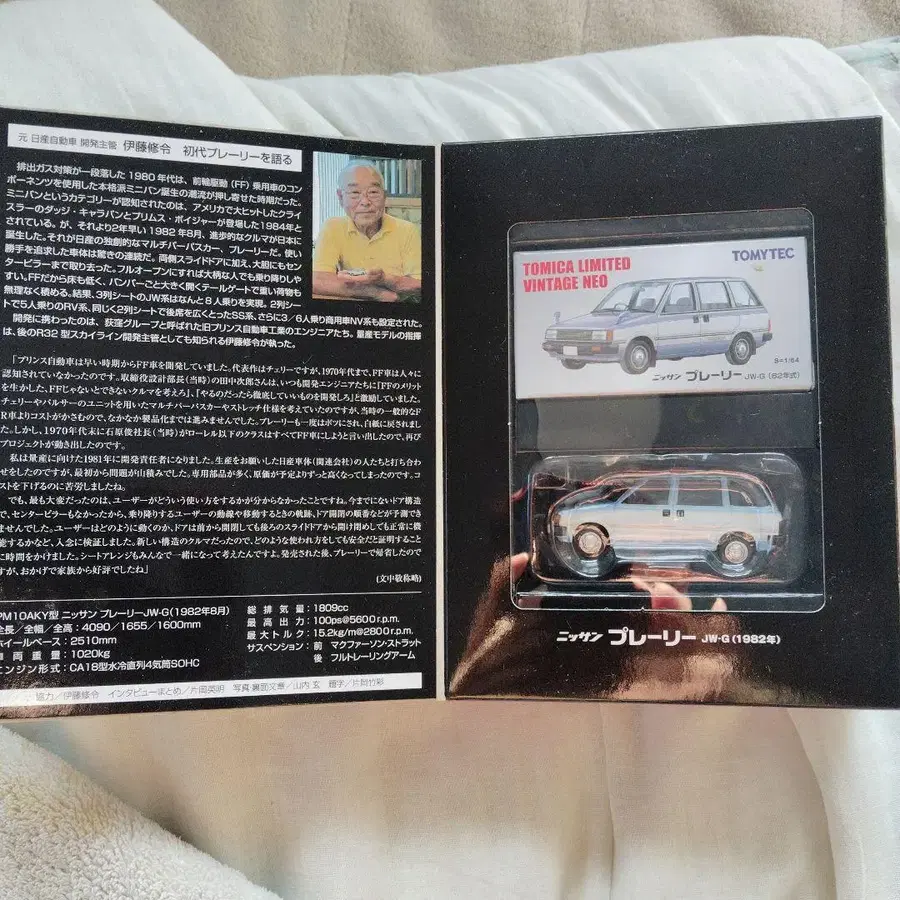 元 日産自動車 開発主管 伊藤修令 初代プレーリーを語る
排出ガス対策が一段落した 1980 年代は、前輪駆動 (FF) 乗用車のコン
ポーネンツを使用した本格派ミニバン誕生の潮流が押し寄せた時期だった。
ミニバンというカテゴリーが認知されたのは、アメリカで大ヒットしたクライ
スラーのダッジ・キャラバンとプリムス・ボイジャーが登場した1984年と
されている。が、それより2年早い 1982 年8月、進歩的なクルマが日本に
誕生した。それが日産の独創的なマルチパーパスカー、プレーリーだ。使い
勝手を追求した車体は驚きの連続だ。両側スライドドアに加え、大胆にもセン
ターピラーまで取り去った。フルオープンにすれば大柄な人でも乗り降りしや
すい。FFだから床も低く、バンパーごと大きく開くテールゲートで重い荷物も
無理なく積める。結果、3列シートのJW系はなんと8人乗りを実現。2列シー
トで5人乗りのRV系、同じく2列シートで後席を広くとったSS系、さらに3/6人乗り商用車NV系も設定された。
開発に携わったのは、荻窪グループと呼ばれた旧プリンス自動車工業のエンジニアたち。量産モデルの指揮
は、後のR32 型スカイライン開発主管としても知られる伊藤修令が執った。
「プリンス自動車は早い時期からFF車を開発していました。代表作はチェリーですが、1970年代まで、FF車は人々に
認知されていなかったのです。取締役設計部長(当時)の田中次郎さんは、いつも開発エンジニアたちに「FFのメリット
を生かした、FFじゃないとできないクルマを考えろ」、「やるのだったら徹底していいものを開発しろ」と激励していました。
チェリーやパルサーのユニットを用いたマルチパーパスカーやストレッチ仕様を考えていたのですが、当時の一般的なF
R車よりコストがかさむので、なかなか製品化までは進みませんでした。プレーリーも一度はボツにされ、白紙に戻されまし
た。しかし、1970年代末に石原俊社長(当時)がローレル以下のクラスはすべてFF車にしようと言い出したので、再び
プロジェクトが動き出したのです。
私は量産に向けた1981年に開発責任者になりました。生産をお願いした日産車体(関連会社)の人たちと打ち合わ
せをしたのですが、最初から問題が山積みでした。専用部品が多く、原価が予定よりずっと高くなってしまったのです。コ
ストを下げるのに苦労しましたね。
でも、最も大変だったのは、ユーザーがどういう使い方をするかが分からなかったことですね。今までにないドア構造
で、センターピラーもなかったから、乗り降りするユーザーの動線や移動するときの軌跡、ドア開閉の順番などが予測でき
ませんでした。ユーザーはどのように動くのか、ドアは前から開閉しても後ろのスライドドアから開け閉めしても正常に機
能するかなど、入念に検証しました。新しい構造のクルマだったので、どのような使われ方をしても安全だと証明すること
に時間をかけました。シートアレンジもみんなで一緒になって考えたんですよ。発売された後、プレーリーで帰省したので
すが、おかげで家族から好評でしたね」
(文中敬称略)
PM10AKY型 ニッサン プレーリーJW-G(1982年8月)
全長/全幅/全高：4090/1655/1600mm
ホイールベース：2510mm
車両重量：1020kg
エンジン形式：CA18型水冷直列4気筒SOHC
総排気量：1809cc
最高出力：100ps@5600r.p.m.
最大トルク：15.2kg/m@2800r.p.m.
サスペンション：前 マクファーソン・ストラット
後 フルトレーリングアーム
協力/伊藤修令 インタビューまとめ/片岡英明 写真・裏面文章/山内 玄 題字/片岡竹彩
TOMICA LIMITED
VINTAGE NEO
TOMYTEC
S=1/64
ニッサン プレーリー JW-G (82年式)
ニッサン プレーリー JW-G (1982年)